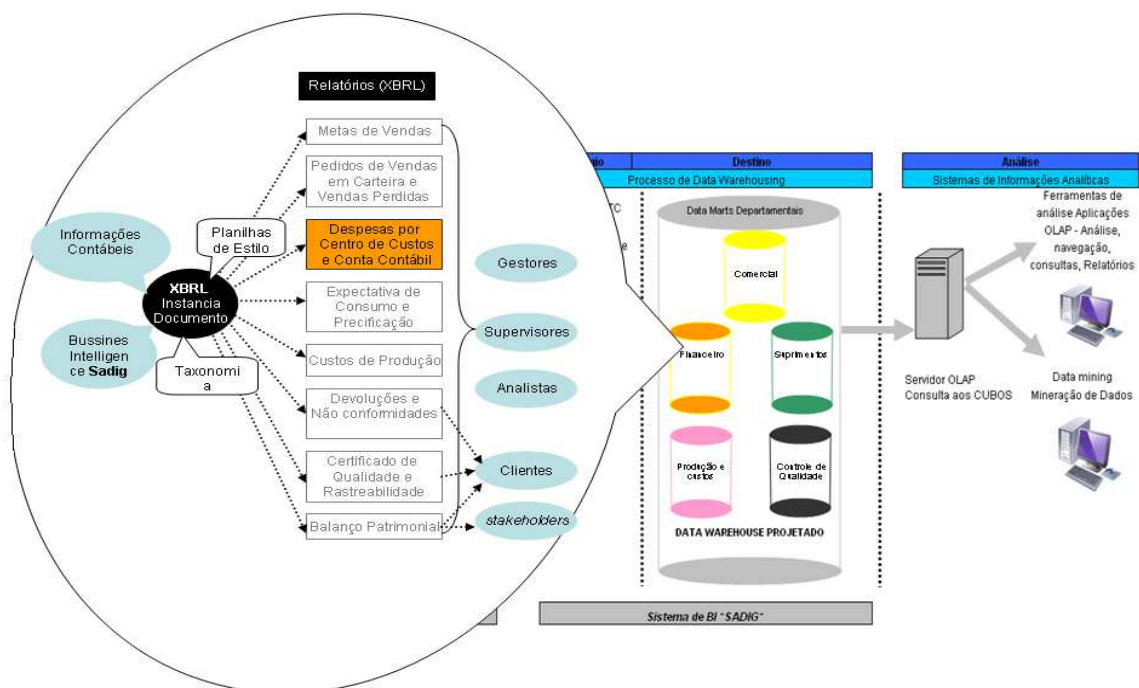 Relatórios (XBRL)
Metas de Vendas
Pedidos de Vendas
em Carteira e
Vendas Perdidas
Despesas por
Centro de Custos
e Conta Contábil
Expectativa de
Consumo e
Precificação
Custos de Produção
Devoluções e
Não conformidades
Certificado de
Qualidade e
Rastreabilidade
Balanço Patrimonial
Informações
Contábeis
Planilhas
de Estilo
XBRL
Instancia
Documento
Bussines
Intelligen
ce Sadig
Taxonomi
a
Gestores
Supervisores
Analistas
Clientes
stakeholders
Destino
Processo de Data Warehousing
TC
Data Marts Departamentais
Comercial
Financeiro
Suprimentos
Produção e
custos
Controle de
Qualidade
DATA WAREHOUSE PROJETADO
Sistema de BI "SADIG"
Análise
Sistemas de Informações Analíticas
Ferramentas de
análise Aplicações
OLAP - Análise,
navegação,
consultas, Relatórios
Servidor OLAP
Consulta aos CUBOS
Data mining
Mineração de Dados